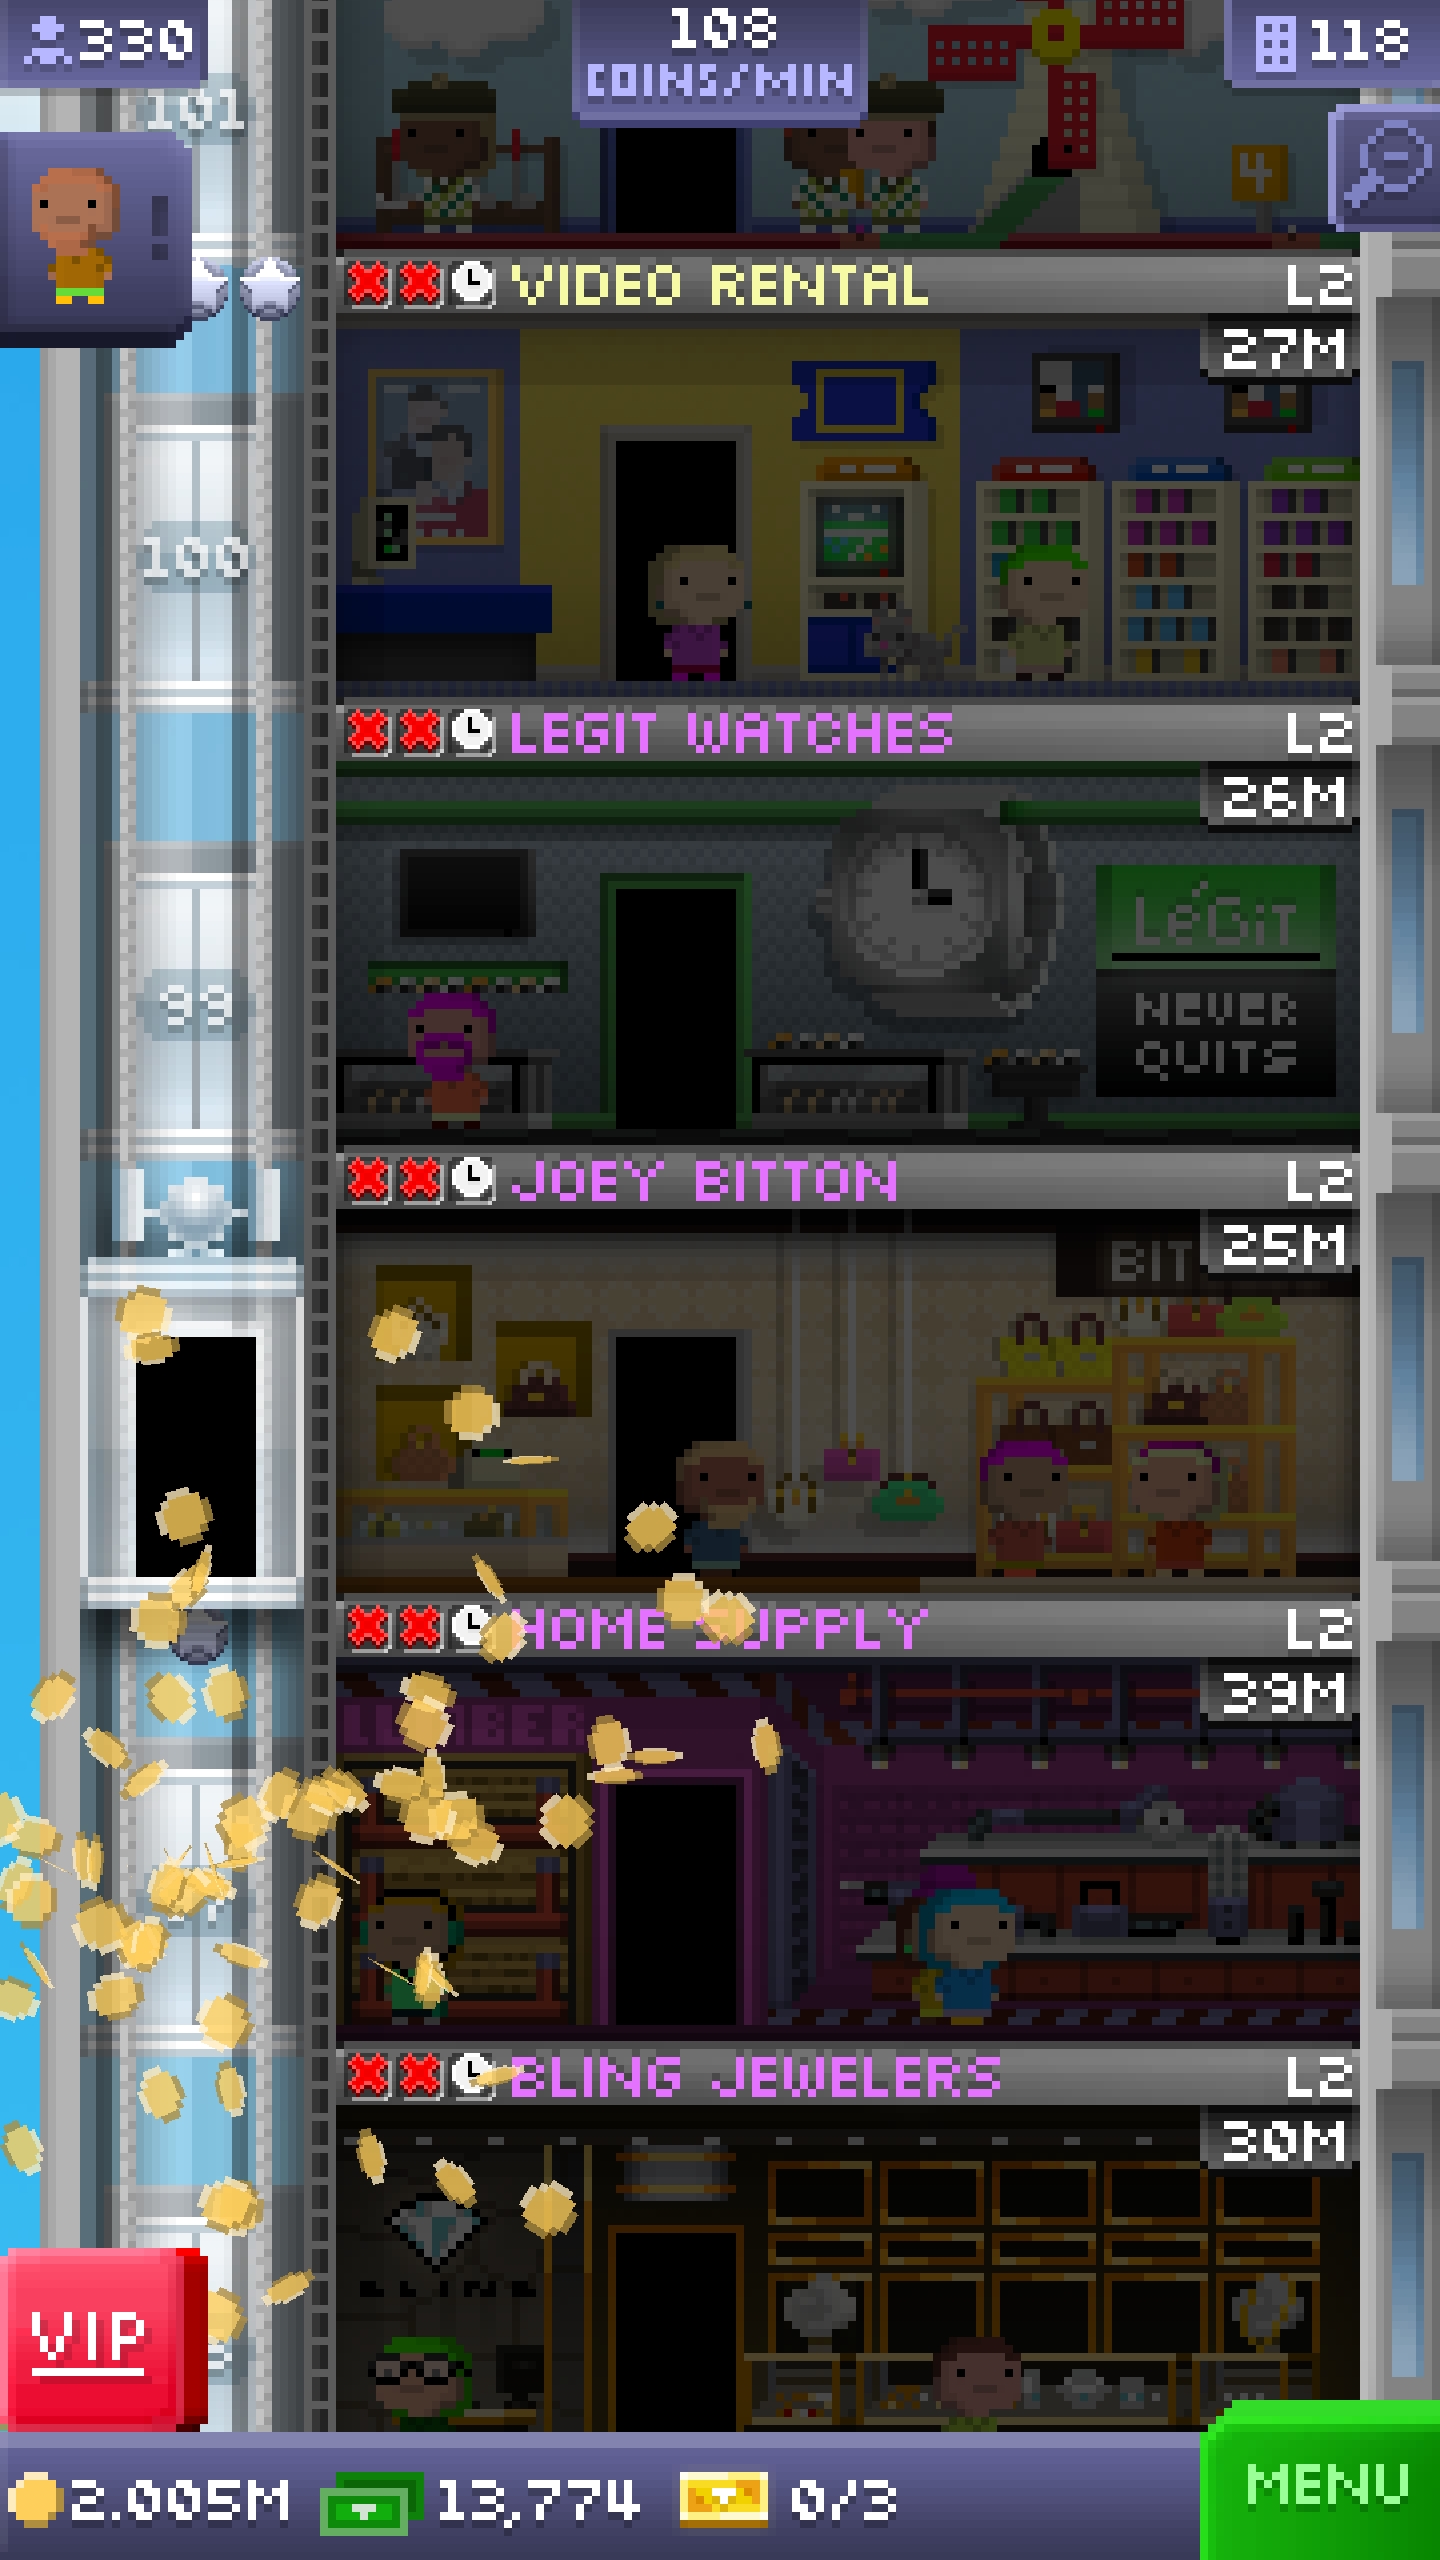 330
108
COINS/MIN
118
101
4
VIDEO RENTAL L2
27M
100
LEGIT WATCHES L2
26M
LéGiT
NEVER
QUITS
99
JOEY BITTON L2
25M
BIT
HOME SUPPLY L2
39M
LUMBER
BLING JEWELERS L2
30M
BLING
VIP
2.005M 13,774 0/3
MENU